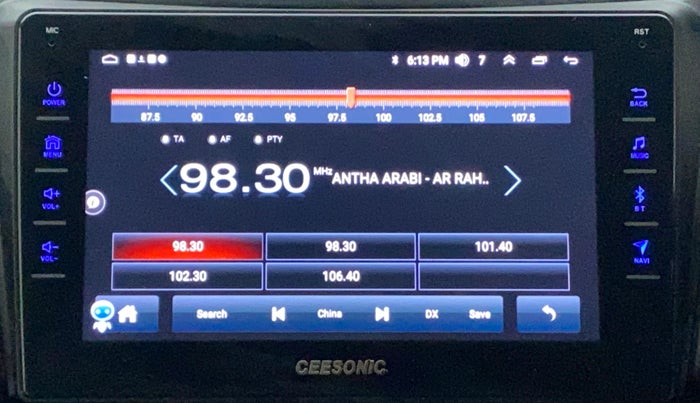 MIC
RST
6:13 PM 7
POWER
BACK
87.5 90 92.5 95 97.5 100 102.5 105 107.5
TA AF PTY
MENU
MUSIC
98.30 MHz ANTHA ARABI - AR RAH..
VOL+
BT
98.30 98.30 101.40
VOL-
NAVI
102.30 106.40
Search China DX Save
CEESONIC